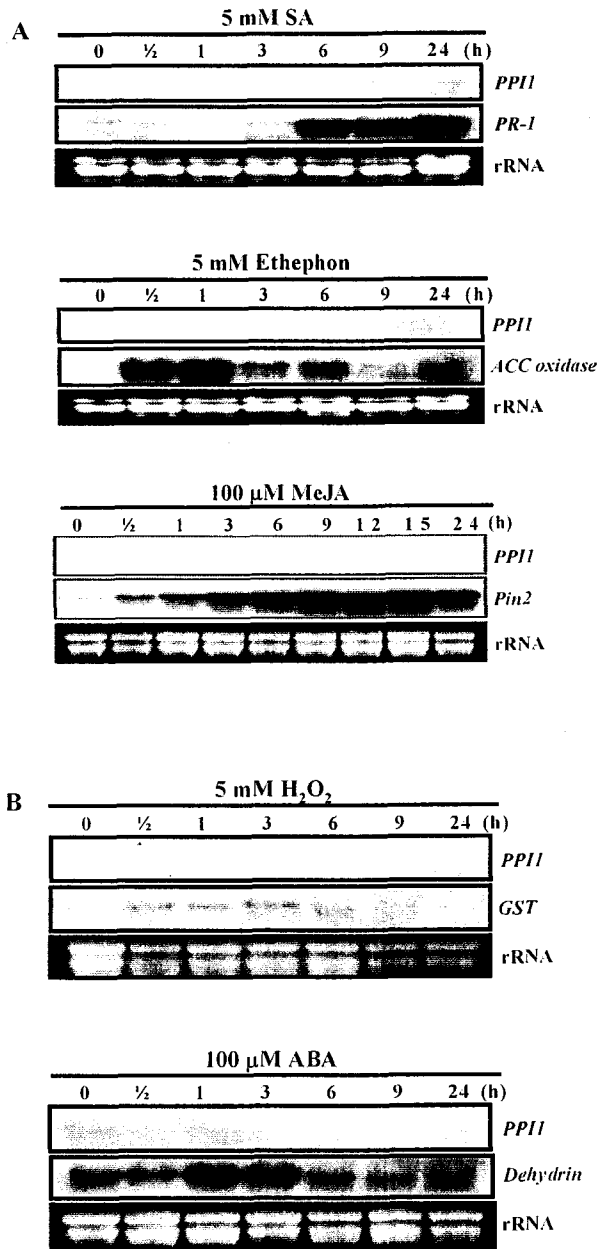 A
5 mM SA
0 ½ 1 3 6 9 24 (h)
PPI1
PR-1
rRNA
5 mM Ethephon
0 ½ 1 3 6 9 24 (h)
PPI1
ACC oxidase
rRNA
100 µM MeJA
0 ½ 1 3 6 9 12 15 24 (h)
PPI1
Pin2
rRNA
B
5 mM H₂O₂
0 ½ 1 3 6 9 24 (h)
PPI1
GST
rRNA
100 µM ABA
0 ½ 1 3 6 9 24 (h)
PPI1
Dehydrin
rRNA